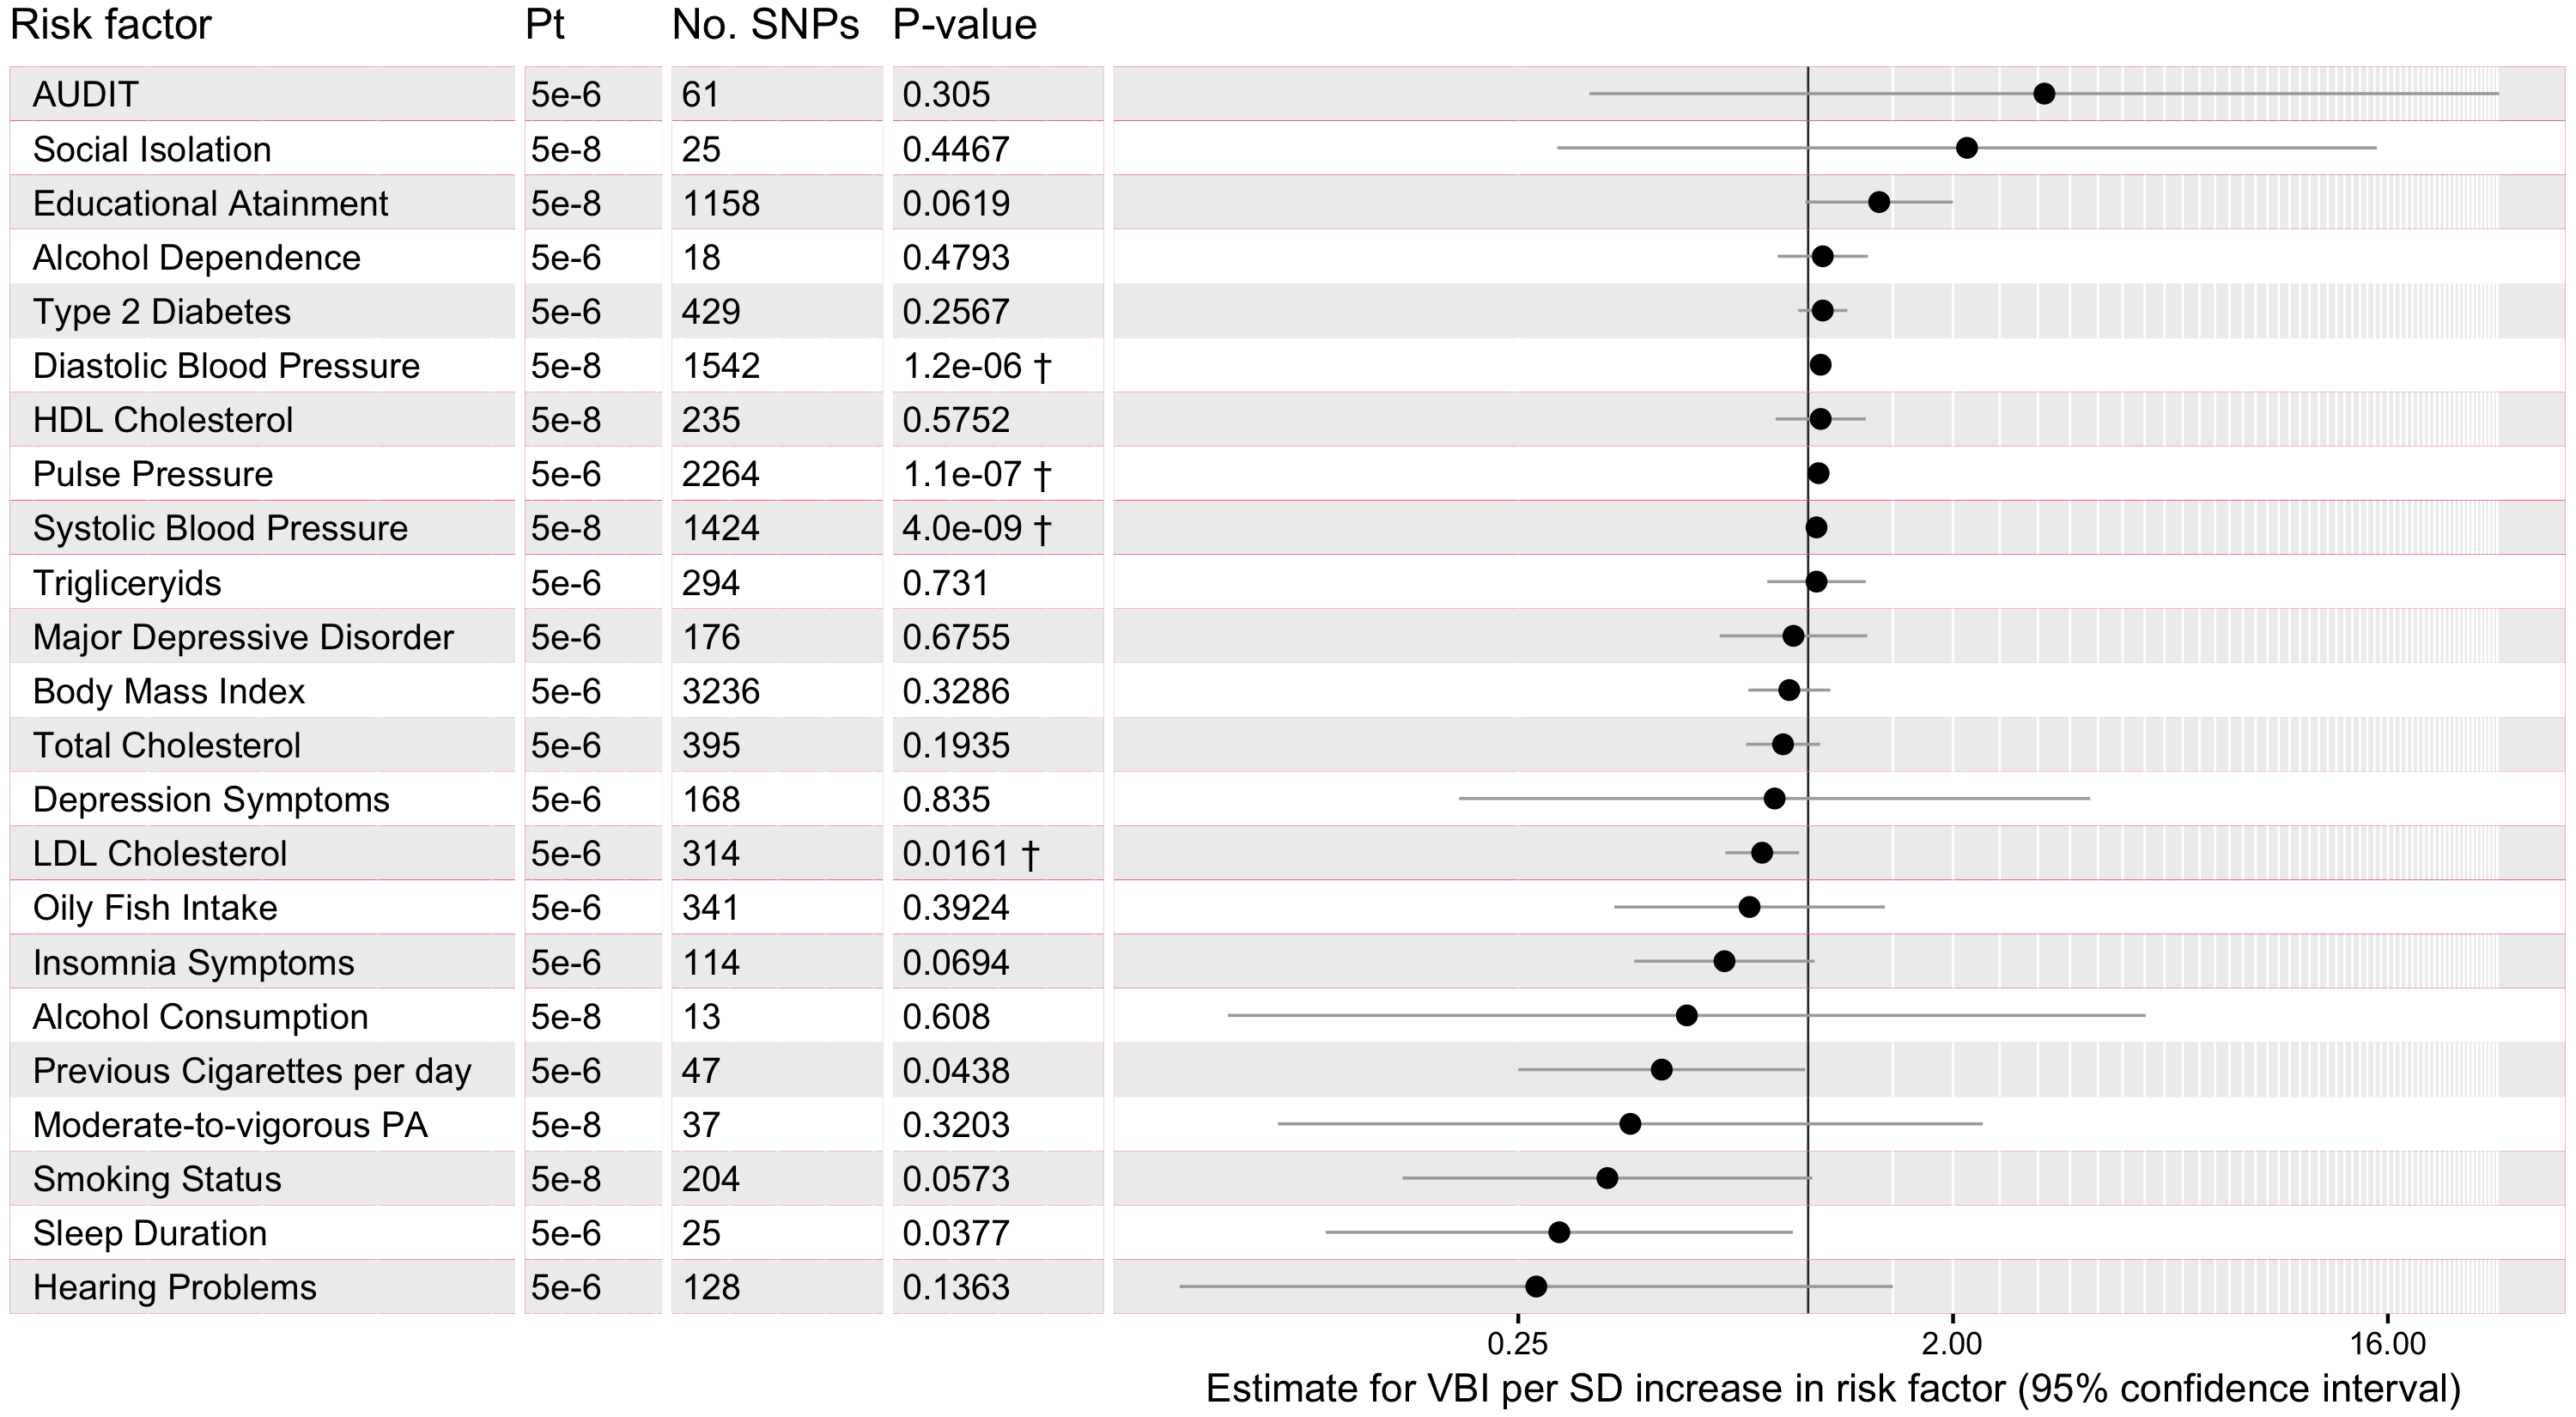 Risk factor Pt No. SNPs P-value
AUDIT 5e-6 61 0.305
Social Isolation 5e-8 25 0.4467
Educational Atainment 5e-8 1158 0.0619
Alcohol Dependence 5e-6 18 0.4793
Type 2 Diabetes 5e-6 429 0.2567
Diastolic Blood Pressure 5e-8 1542 1.2e-06 †
HDL Cholesterol 5e-8 235 0.5752
Pulse Pressure 5e-6 2264 1.1e-07 †
Systolic Blood Pressure 5e-8 1424 4.0e-09 †
Trigliceryids 5e-6 294 0.731
Major Depressive Disorder 5e-6 176 0.6755
Body Mass Index 5e-6 3236 0.3286
Total Cholesterol 5e-6 395 0.1935
Depression Symptoms 5e-6 168 0.835
LDL Cholesterol 5e-6 314 0.0161 †
Oily Fish Intake 5e-6 341 0.3924
Insomnia Symptoms 5e-6 114 0.0694
Alcohol Consumption 5e-8 13 0.608
Previous Cigarettes per day 5e-6 47 0.0438
Moderate-to-vigorous PA 5e-8 37 0.3203
Smoking Status 5e-8 204 0.0573
Sleep Duration 5e-6 25 0.0377
Hearing Problems 5e-6 128 0.1363
0.25 2.00 16.00
Estimate for VBI per SD increase in risk factor (95% confidence interval)